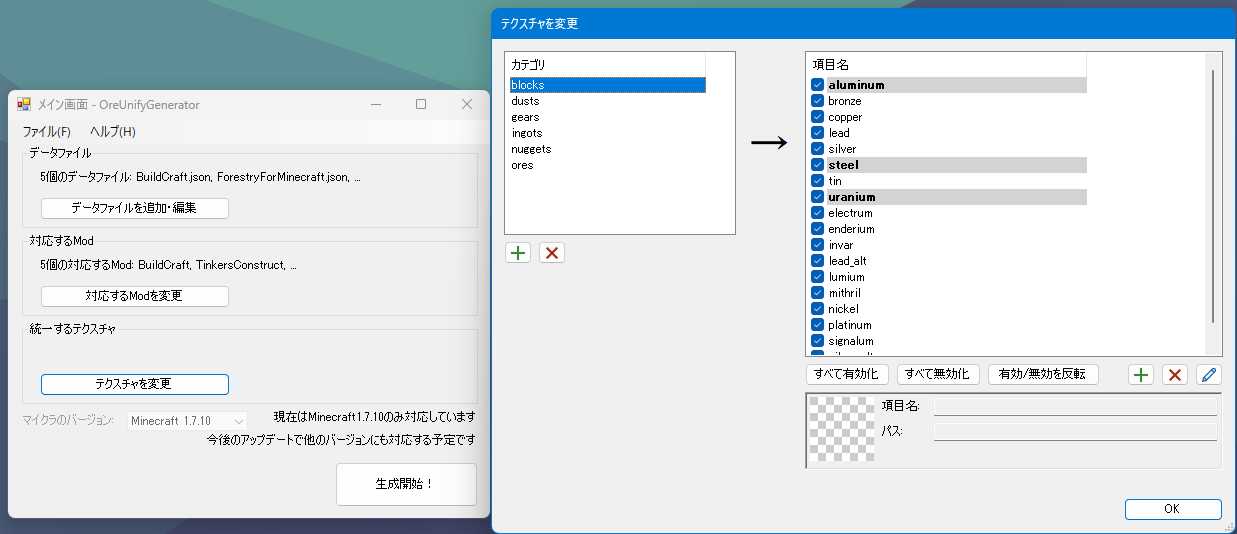 メイン画面 - OreUnifyGenerator
ファイル(F) ヘルプ(H)
データファイル
5個のデータファイル: BuildCraft.json, ForestryForMinecraft.json, ...
データファイルを追加・編集
対応するMod
5個の対応するMod: BuildCraft, TinkersConstruct, ...
対応するModを変更
統一するテクスチャ
テクスチャを変更
マイクラのバージョン: Minecraft 1.7.10
現在はMinecraft1.7.10のみ対応しています
今後のアップデートで他のバージョンにも対応する予定です
生成開始！
テクスチャを変更
カテゴリ
blocks
dusts
gears
ingots
nuggets
ores
→
項目名
aluminum
bronze
copper
lead
silver
steel
tin
uranium
electrum
enderium
invar
lead_alt
lumium
mithril
nickel
platinum
signalum
すべて有効化 すべて無効化 有効/無効を反転
項目名:
パス:
OK